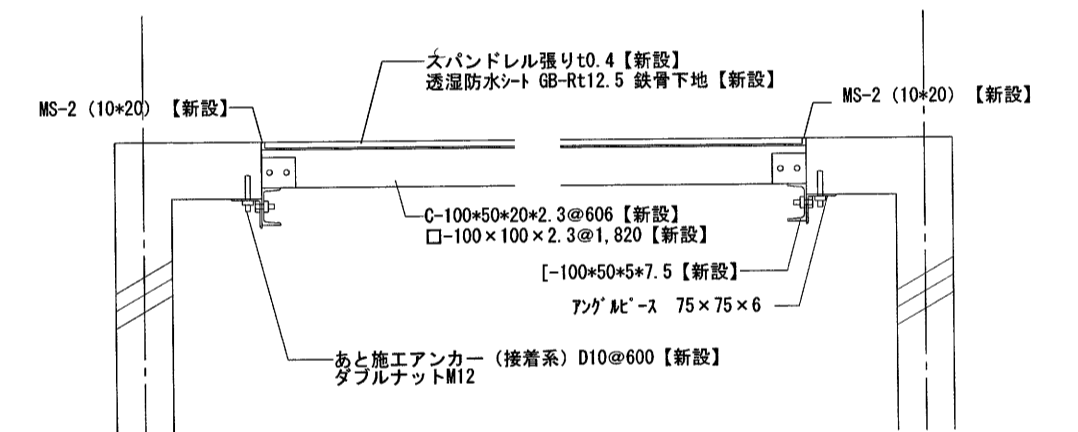 スパンドレル張りt0.4【新設】
透湿防水シート GB-Rt12.5 鉄骨下地【新設】
MS-2 (10*20) 【新設】
MS-2 (10*20) 【新設】
C-100*50*20*2.3@606【新設】
□-100×100×2.3@1,820【新設】
[-100*50*5*7.5【新設】
アングルピース 75×75×6
あと施工アンカー（接着系）D10@600【新設】
ダブルナットM12